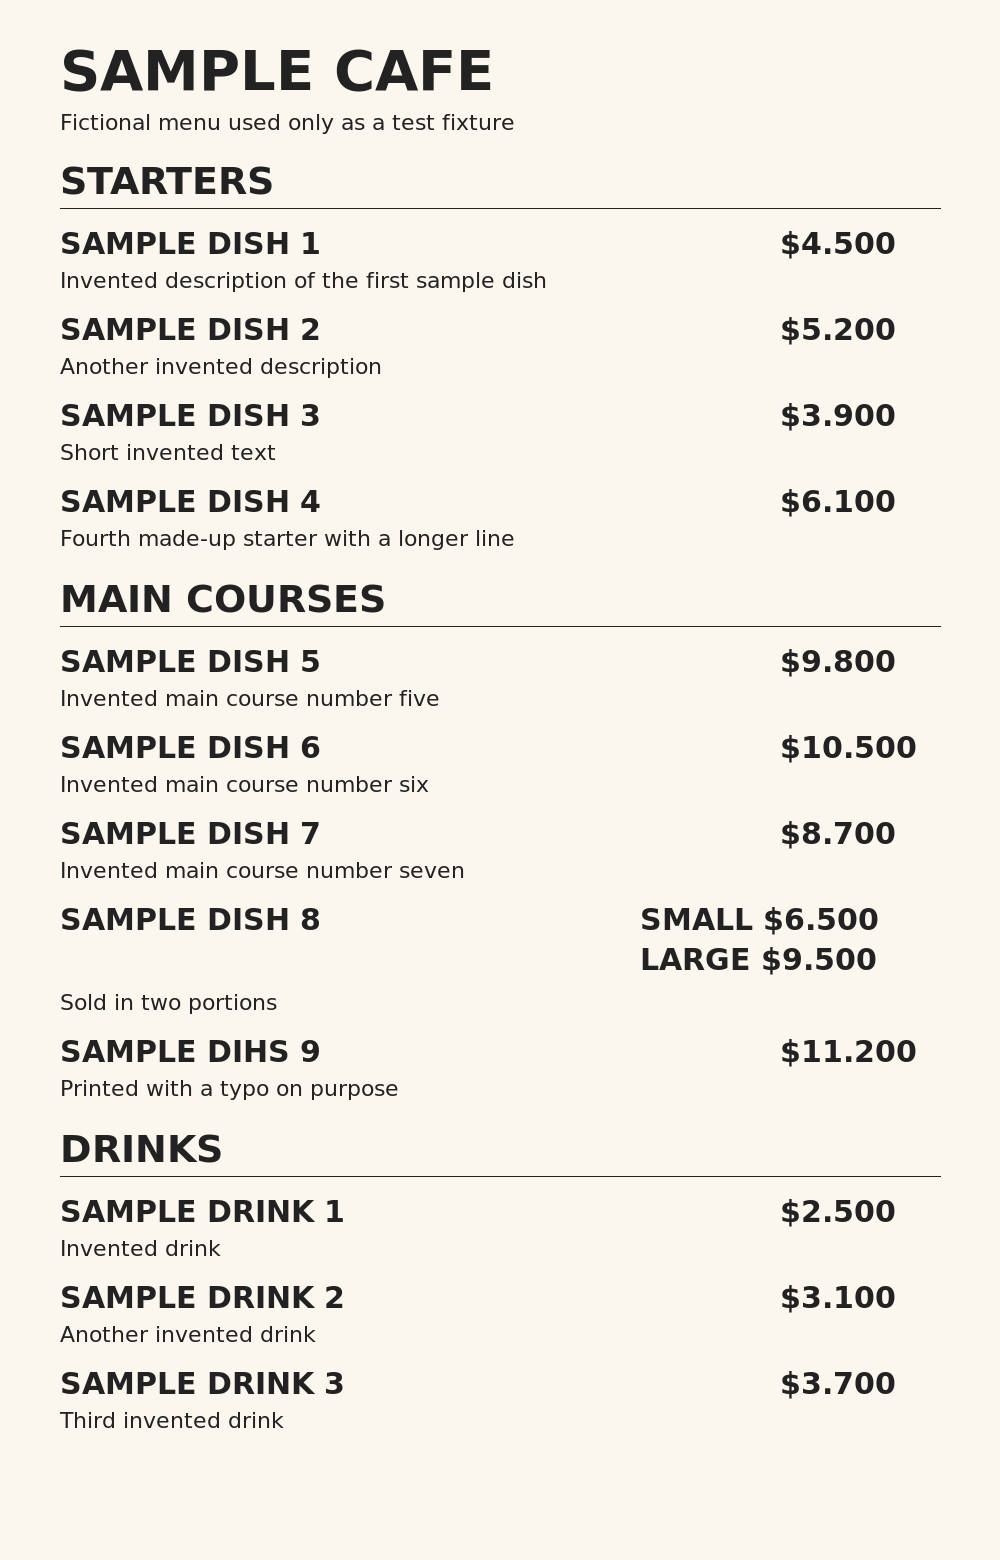 SAMPLE CAFE
Fictional menu used only as a test fixture
STARTERS
SAMPLE DISH 1 $4.500
Invented description of the first sample dish
SAMPLE DISH 2 $5.200
Another invented description
SAMPLE DISH 3 $3.900
Short invented text
SAMPLE DISH 4 $6.100
Fourth made-up starter with a longer line
MAIN COURSES
SAMPLE DISH 5 $9.800
Invented main course number five
SAMPLE DISH 6 $10.500
Invented main course number six
SAMPLE DISH 7 $8.700
Invented main course number seven
SAMPLE DISH 8 SMALL $6.500
LARGE $9.500
Sold in two portions
SAMPLE DIHS 9 $11.200
Printed with a typo on purpose
DRINKS
SAMPLE DRINK 1 $2.500
Invented drink
SAMPLE DRINK 2 $3.100
Another invented drink
SAMPLE DRINK 3 $3.700
Third invented drink